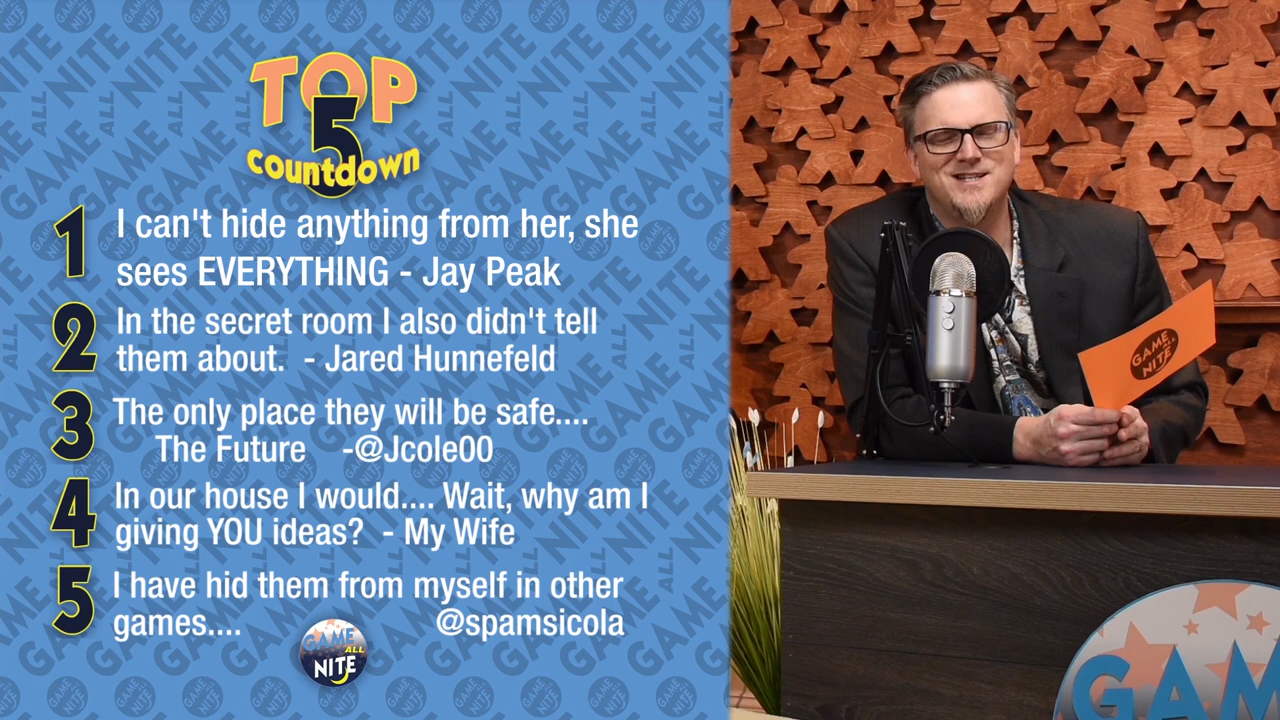 TOP
5
countdown
1 I can't hide anything from her, she
sees EVERYTHING - Jay Peak
2 In the secret room I also didn't tell
them about. - Jared Hunnefeld
3 The only place they will be safe....
The Future -@Jcole00
4 In our house I would.... Wait, why am I
giving YOU ideas? - My Wife
5 I have hid them from myself in other
games.... @spamsicola
GAME
ALL
NITE
GAME
ALL
NITE
GAM